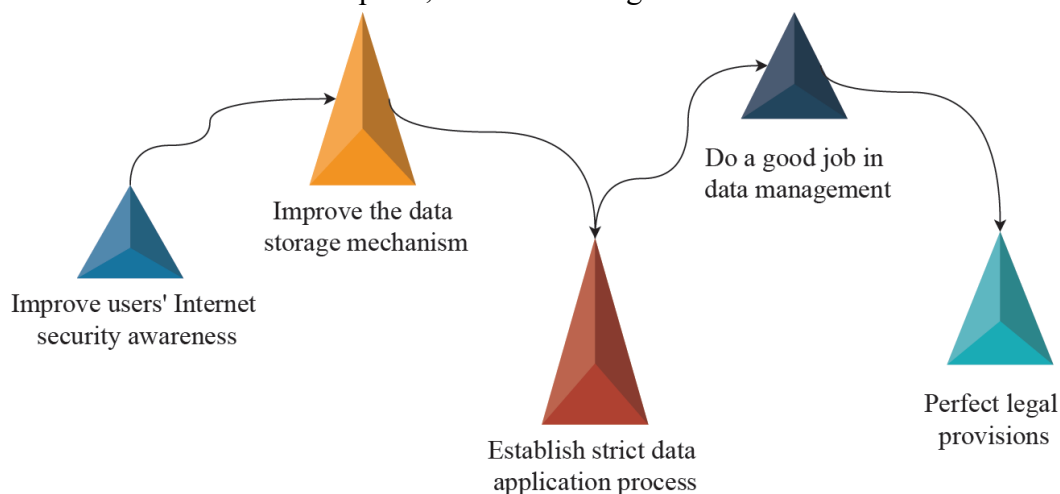 Improve users' Internet
security awareness
Improve the data
storage mechanism
Establish strict data
application process
Do a good job in
data management
Perfect legal
provisions